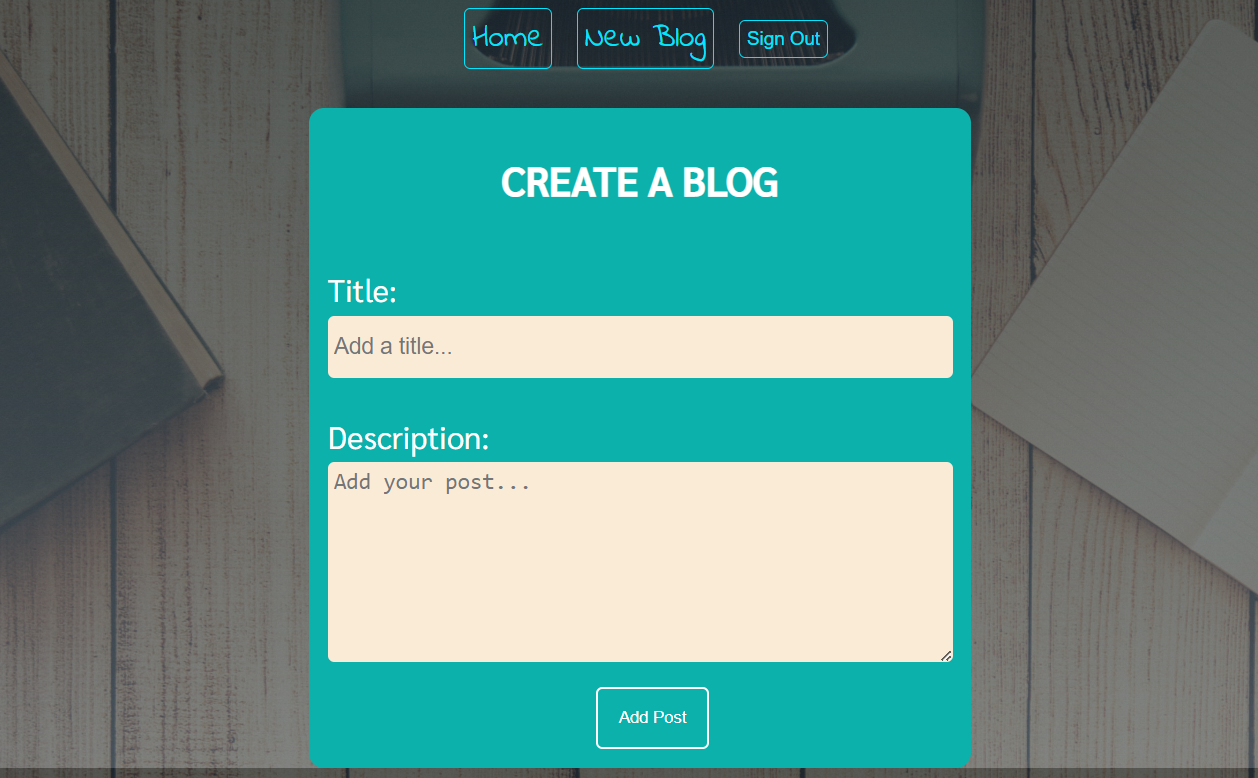 Home New Blog Sign Out
CREATE A BLOG
Title:
Add a title...
Description:
Add your post...
Add Post